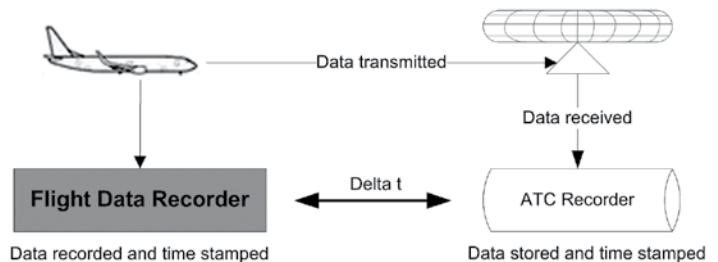 Data transmitted
Data received
Flight Data Recorder
Delta t
ATC Recorder
Data recorded and time stamped
Data stored and time stamped